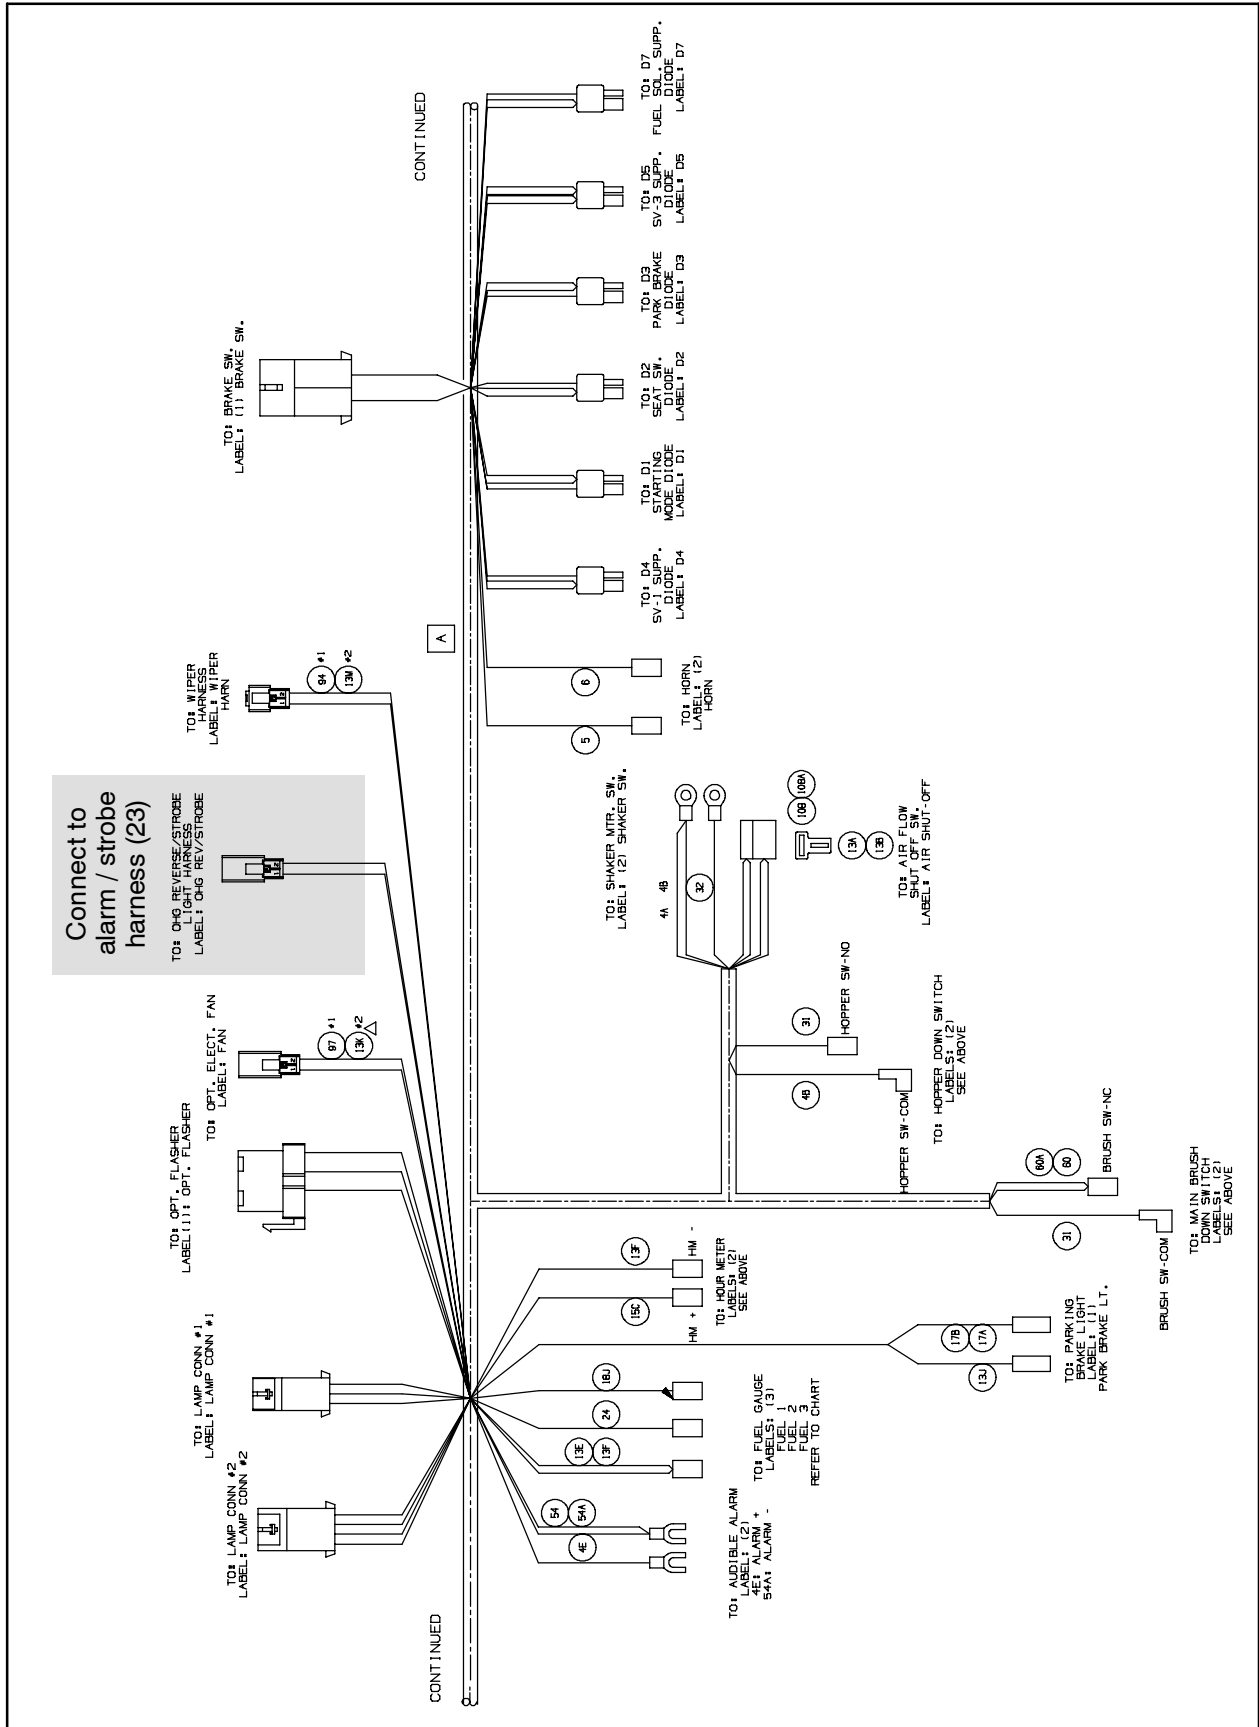 CONTINUED
TO: LAMP CONN #2
LABEL: LAMP CONN #2
TO: LAMP CONN #1
LABEL: LAMP CONN #1
TO: OPT. FLASHER
LABEL(1): OPT. FLASHER
TO: OPT. ELECT. FAN
LABEL: FAN
97
#1
13K
#2
Connect to
alarm / strobe
harness (23)
TO: OHG REVERSE/STROBE
LIGHT HARNESS
LABEL: OHG REV/STROBE
TO: WIPER
HARNESS
LABEL: WIPER
HARN
94
#1
13M
#2
A
TO: BRAKE SW.
LABEL: (1) BRAKE SW.
CONTINUED
4E
54
54A
TO: AUDIBLE ALARM
LABEL: (2)
4E: ALARM +
54A: ALARM -
13E
13F
24
18J
TO: FUEL GAUGE
LABELS: (3)
FUEL 1
FUEL 2
FUEL 3
REFER TO CHART
13J
17B
17A
TO: PARKING
BRAKE LIGHT
LABEL: (1)
PARK BRAKE LT.
15C
13F
HM +
HM -
TO: HOUR METER
LABELS: (2)
SEE ABOVE
31
60A
60
BRUSH SW-COM
BRUSH SW-NC
TO: MAIN BRUSH
DOWN SWITCH
LABELS: (2)
SEE ABOVE
4B
31
HOPPER SW-COM
HOPPER SW-NO
TO: HOPPER DOWN SWITCH
LABELS: (2)
SEE ABOVE
TO: SHAKER MTR. SW.
LABEL: (2) SHAKER SW.
4A
4B
32
108
108A
13A
13B
TO: AIR FLOW
SHUT OFF SW.
LABEL: AIR SHUT-OFF
5
6
TO: HORN
LABEL: (2)
HORN
TO: D4
SV-1 SUPP.
DIODE
LABEL: D4
TO: D1
STARTING
MODE DIODE
LABEL: D1
TO: D2
SEAT SW.
DIODE
LABEL: D2
TO: D3
PARK BRAKE
DIODE
LABEL: D3
TO: D5
SV-3 SUPP.
DIODE
LABEL: D5
TO: D7
FUEL SOL. SUPP.
DIODE
LABEL: D7